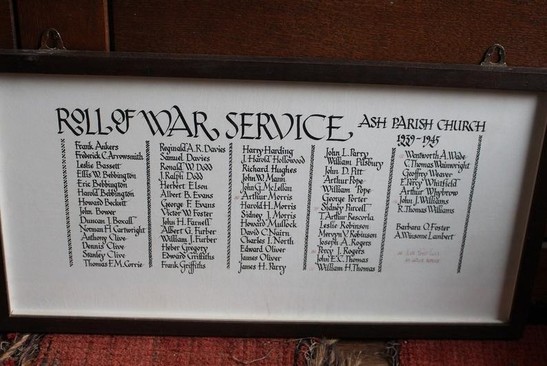 ROLL OF WAR SERVICE, ASH PARISH CHURCH
1939-1945
Frank Ankers
Frederick C. Arrowsmith
Leslie Bassett
Ellis W. Bebbington
Eric Bebbington
Harold Bebbington
Howard Beckett
John Bower
Duncan J. Boxall
Norman H. Cartwright
Anthony Clive
Dennis Clive
Stanley Clive
Thomas E.M. Corris
Reginald A.R. Davies
Samuel Davies
Ronald W. Dodd
J. Ralph Dodd
Herbert Elson
Albert B. Evans
George F. Evans
Victor W. Foster
John H. Furnell
Albert G. Furber
William J. Furber
Heber Gregory
Edward Griffiths
Frank Griffiths
Harry Harding
J. Harold Hollowood
Richard Hughes
John W. Mann
John G. McLellan
Arthur Morris
Harold H. Morris
Sidney J. Morris
Howard Mullock
David C. Nairn
Charles J. North
Edward Oliver
James Oliver
James H. Parry
John L. Parry
William Pilsbury
John D. Pitt
Arthur Poole
William Pope
George Porter
Sidney Purcell
T. Arthur Rescorla
Leslie Robinson
Mervyn V. Robinson
Joseph A. Rogers
Percy J. Rogers
John E.X. Thomas
William H. Thomas
Wentworth A. Wade
C. Thomas Wainwright
Geoffrey Weaver
E. Percy Whitfield
Arthur Whybrow
John J. Williams
R. Thomas Williams
Barbara O. Foster
A. Winsome Lambert